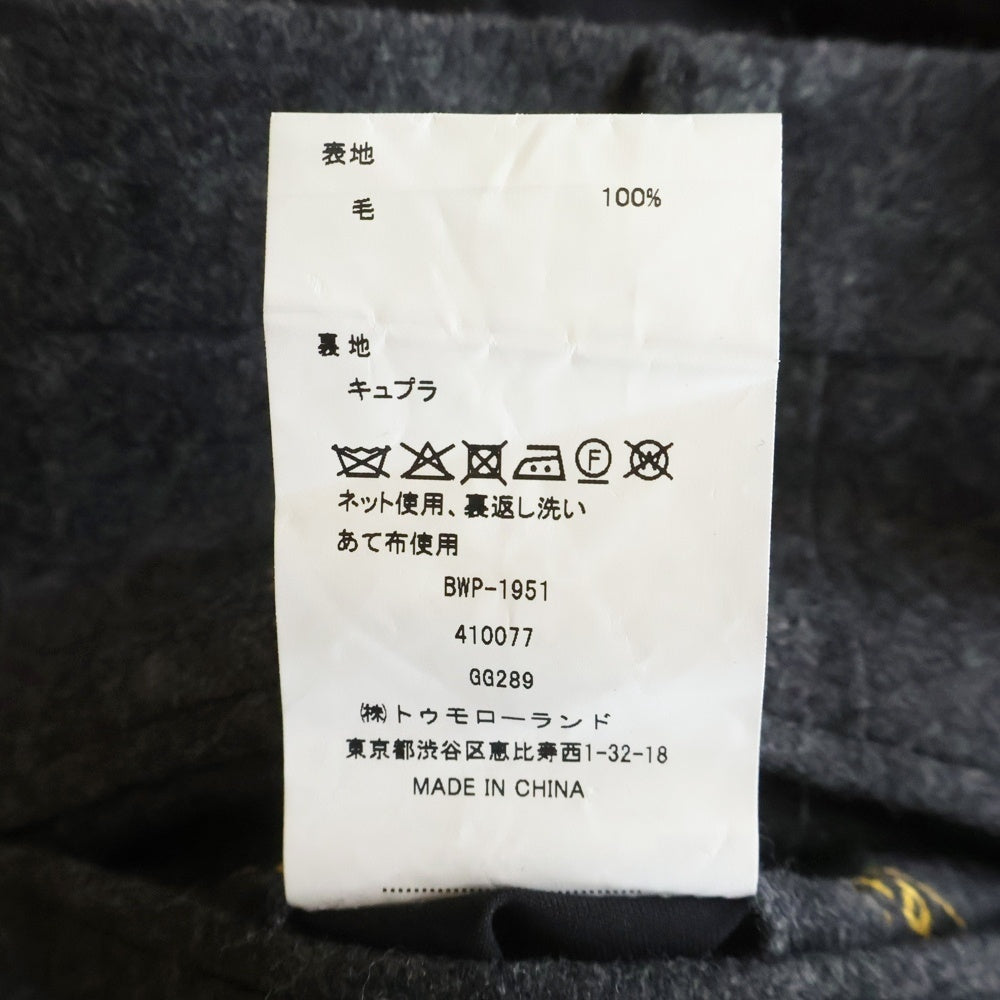 表地
毛 100%
裏地
キュプラ
F W
ネット使用、裏返し洗い
あて布使用
BWP-1951
410077
GG289
㈱トゥモローランド
東京都渋谷区恵比寿西1-32-18
MADE IN CHINA